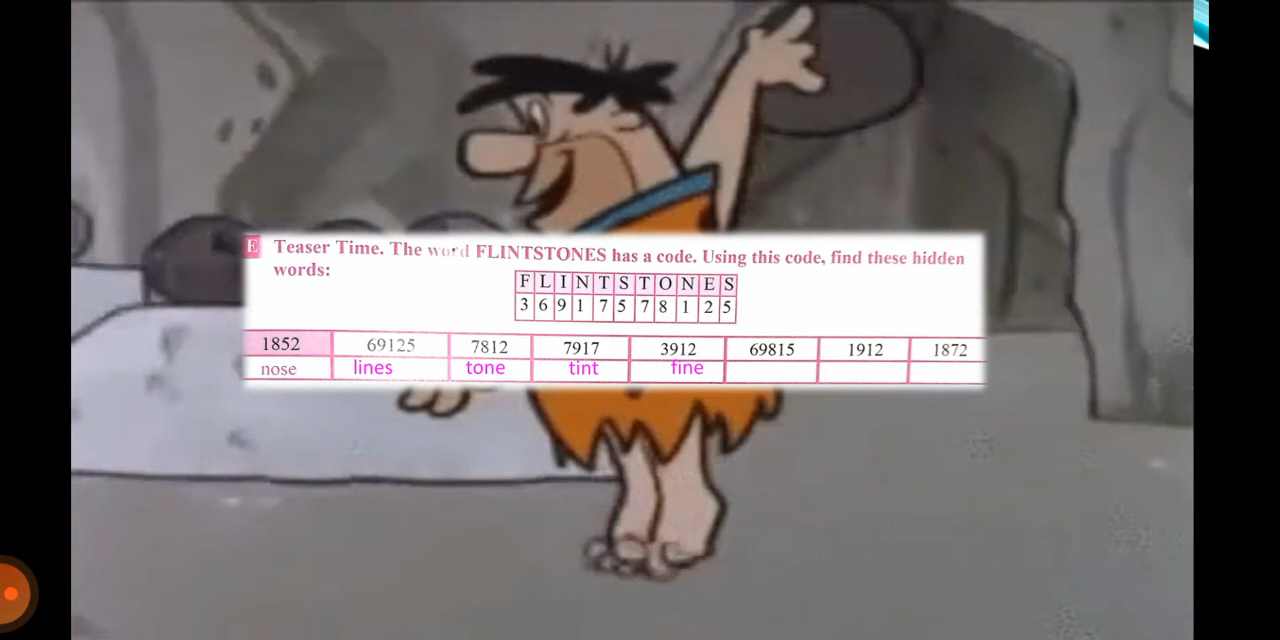 E Teaser Time. The word FLINTSTONES has a code. Using this code, find these hidden
words:
F L I N T S T O N E S
3 6 9 1 7 5 7 8 1 2 5
1852 69125 7812 7917 3912 69815 1912 1872
nose lines tone tint fine